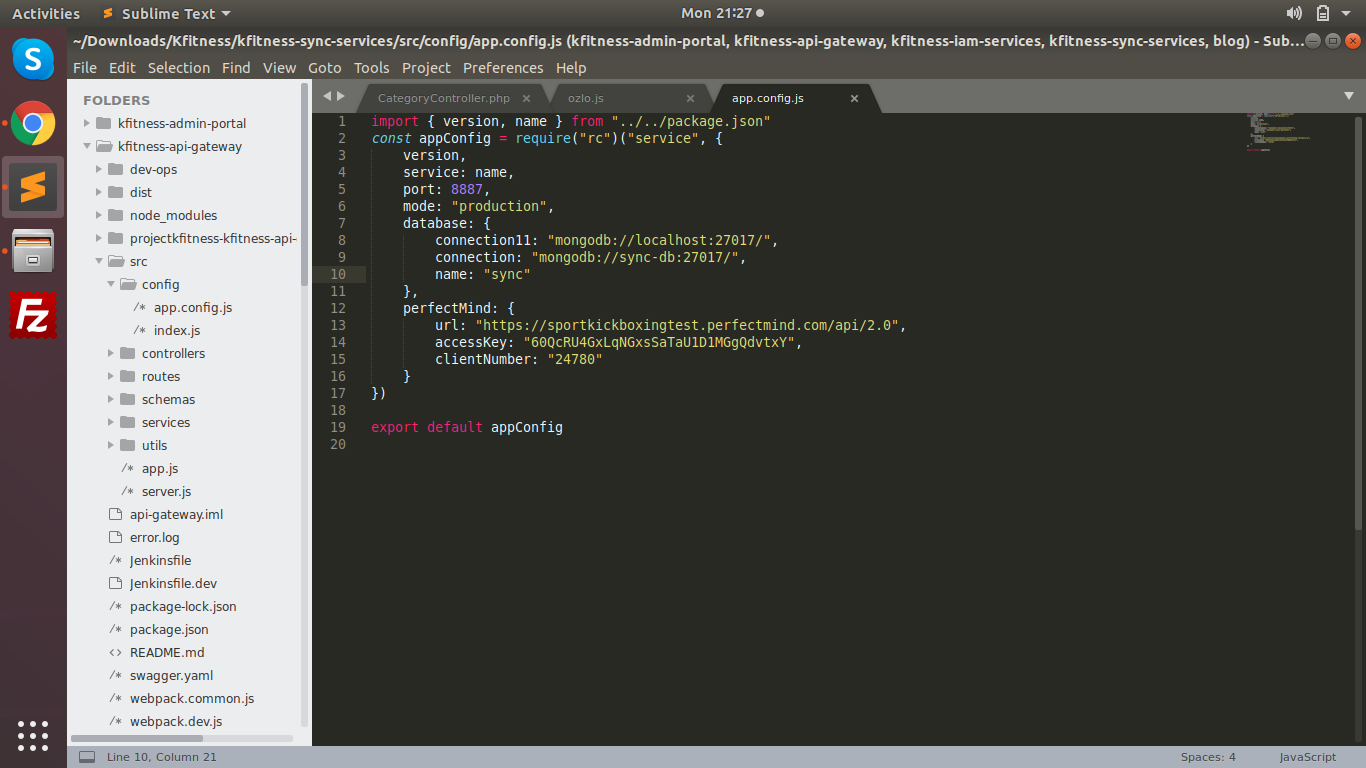 Activities
Sublime Text
Mon 21:27
~/Downloads/Kfitness/kfitness-sync-services/src/config/app.config.js (kfitness-admin-portal, kfitness-api-gateway, kfitness-iam-services, kfitness-sync-services, blog) - Sub...
File Edit Selection Find View Goto Tools Project Preferences Help
FOLDERS
kfitness-admin-portal
kfitness-api-gateway
dev-ops
dist
node_modules
projectkfitness-kfitness-api-
src
config
/* app.config.js
/* index.js
controllers
routes
schemas
services
utils
/* app.js
/* server.js
api-gateway.iml
error.log
/* Jenkinsfile
Jenkinsfile.dev
/* package-lock.json
/* package.json
<> README.md
/* swagger.yaml
/* webpack.common.js
/* webpack.dev.js
CategoryController.php × ozlo.js × app.config.js ×
1 import { version, name } from "../../package.json"
2 const appConfig = require("rc")("service", {
3 version,
4 service: name,
5 port: 8887,
6 mode: "production",
7 database: {
8 connection11: "mongodb://localhost:27017/",
9 connection: "mongodb://sync-db:27017/",
10 name: "sync"
11 },
12 perfectMind: {
13 url: "https://sportkickboxingtest.perfectmind.com/api/2.0",
14 accessKey: "60QcRU4GxLqNGxsSaTaU1D1MGgQdvtxY",
15 clientNumber: "24780"
16 }
17 })
18
19 export default appConfig
20
Line 10, Column 21
Spaces: 4
JavaScript